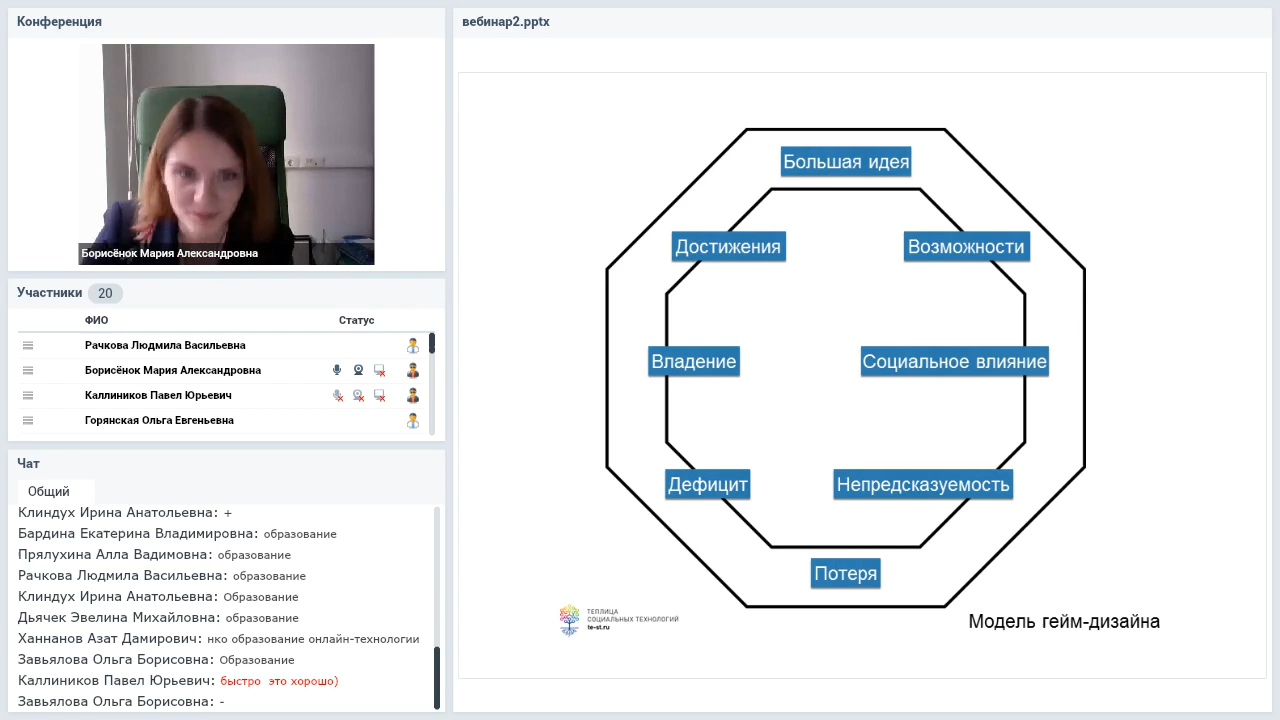 Конференция
Борисёнок Мария Александровна
Участники 20
ФИО Статус
Рачкова Людмила Васильевна
Борисёнок Мария Александровна
Каллиников Павел Юрьевич
Горянская Ольга Евгеньевна
Чат
Общий
Клиндух Ирина Анатольевна: +
Бардина Екатерина Владимировна: образование
Прялухина Алла Вадимовна: образование
Рачкова Людмила Васильевна: образование
Клиндух Ирина Анатольевна: Образование
Дьячек Эвелина Михайловна: образование
Ханнанов Азат Дамирович: нко образование онлайн-технологии
Завьялова Ольга Борисовна: Образование
Каллиников Павел Юрьевич: быстро это хорошо)
Завьялова Ольга Борисовна: -
вебинар2.pptx
Большая идея
Достижения
Возможности
Владение
Социальное влияние
Дефицит
Непредсказуемость
Потеря
ТЕПЛИЦА
СОЦИАЛЬНЫХ ТЕХНОЛОГИЙ
te-st.ru
Модель гейм-дизайна